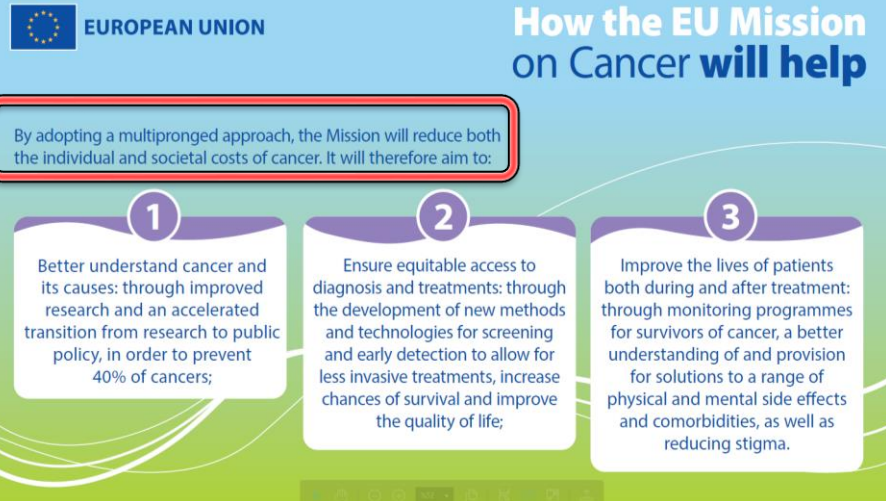 EUROPEAN UNION
How the EU Mission
on Cancer will help
By adopting a multipronged approach, the Mission will reduce both
the individual and societal costs of cancer. It will therefore aim to:
1
Better understand cancer and
its causes: through improved
research and an accelerated
transition from research to public
policy, in order to prevent
40% of cancers;
2
Ensure equitable access to
diagnosis and treatments: through
the development of new methods
and technologies for screening
and early detection to allow for
less invasive treatments, increase
chances of survival and improve
the quality of life;
3
Improve the lives of patients
both during and after treatment:
through monitoring programmes
for survivors of cancer, a better
understanding of and provision
for solutions to a range of
physical and mental side effects
and comorbidities, as well as
reducing stigma.